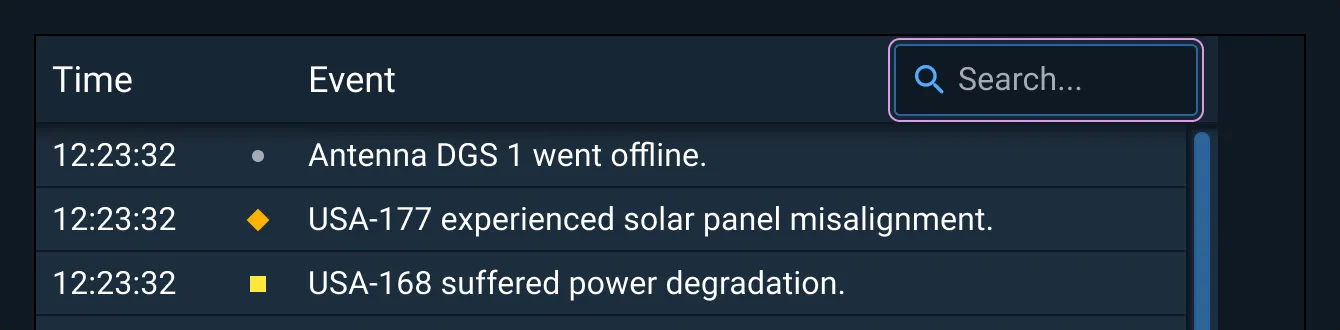 Time Event Search...
12:23:32 Antenna DGS 1 went offline.
12:23:32 USA-177 experienced solar panel misalignment.
12:23:32 USA-168 suffered power degradation.